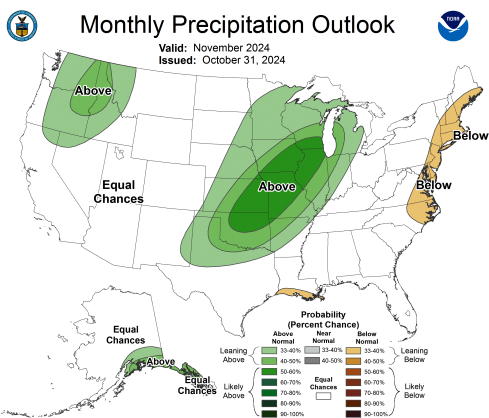 Monthly Precipitation Outlook
Valid: November 2024
Issued: October 31, 2024
NOAA
Above
Below
Equal
Chances
Above
Below
Equal
Chances
Above
Equal
Chances
Probability
(Percent Chance)
Above
Normal
Near
Normal
Below
Normal
Leaning
Above
33-40%
33-40%
33-40%
Leaning
Below
40-50%
40-50%
40-50%
50-60%
50-60%
Likely
Above
60-70%
Equal
Chances
60-70%
Likely
Below
70-80%
70-80%
80-90%
80-90%
90-100%
90-100%